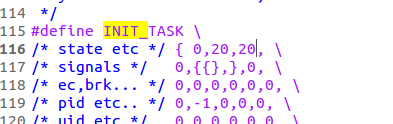 114  */
115 #define INIT_TASK \
116 /* state etc */ { 0,20,20, \
117 /* signals */   0,{{},},0, \
118 /* ec,brk... */ 0,0,0,0,0,0, \
119 /* pid etc.. */ 0,-1,0,0,0, \
120 /* uid etc */   0,0,0,0,0,0, \